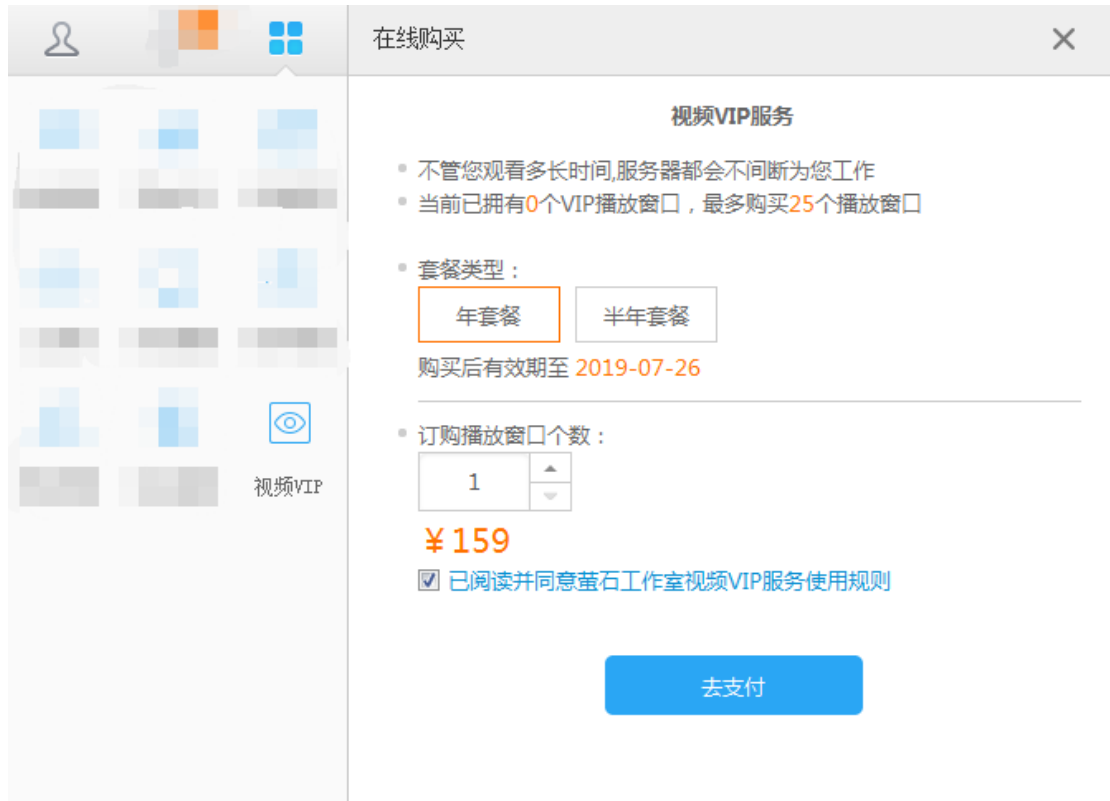 在线购买
视频VIP服务
不管您观看多长时间,服务器都会不间断为您工作
当前已拥有0个VIP播放窗口，最多购买25个播放窗口
套餐类型：
年套餐 半年套餐
购买后有效期至 2019-07-26
订购播放窗口个数：
1
¥159
已阅读并同意萤石工作室视频VIP服务使用规则
去支付
视频VIP